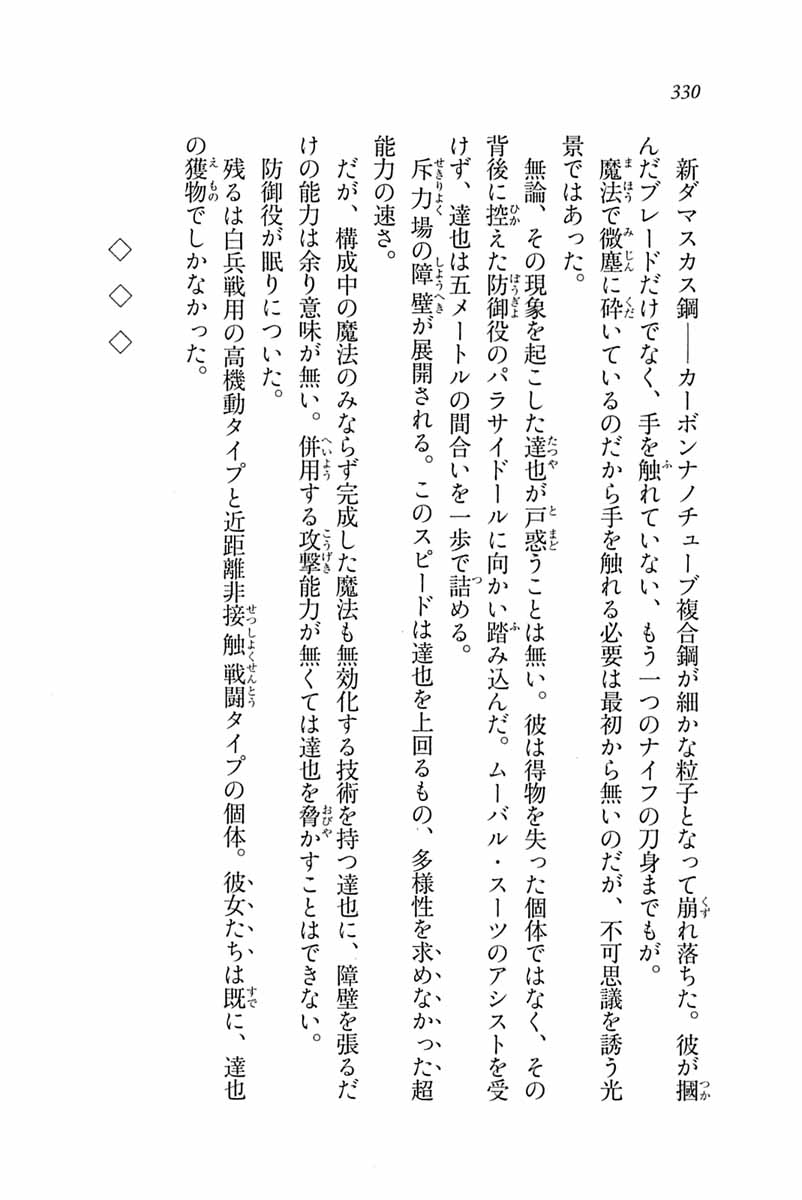 330
新ダマスカス鋼――カーボンナノチューブ複合鋼が細かな粒子となって崩れ落ちた。彼が摑
んだブレードだけでなく、手を触れていない、もう一つのナイフの刀身までもが。
魔法で微塵に砕いているのだから手を触れる必要は最初から無いのだが、不可思議を誘う光
景ではあった。
無論、その現象を起こした達也が戸惑うことは無い。彼は得物を失った個体ではなく、その
背後に控えた防御役のパラサイドールに向かい踏み込んだ。ムーバル・スーツのアシストを受
けず、達也は五メートルの間合いを一歩で詰める。
斥力場の障壁が展開される。このスピードは達也を上回るもの、多様性を求めなかった超
能力の速さ。
だが、構成中の魔法のみならず完成した魔法も無効化する技術を持つ達也に、障壁を張るだ
けの能力は余り意味が無い。併用する攻撃能力が無くては達也を脅かすことはできない。
防御役が眠りについた。
残るは白兵戦用の高機動タイプと近距離非接触戦闘タイプの個体。彼女たちは既に、達也
の獲物でしかなかった。
◇ ◇ ◇